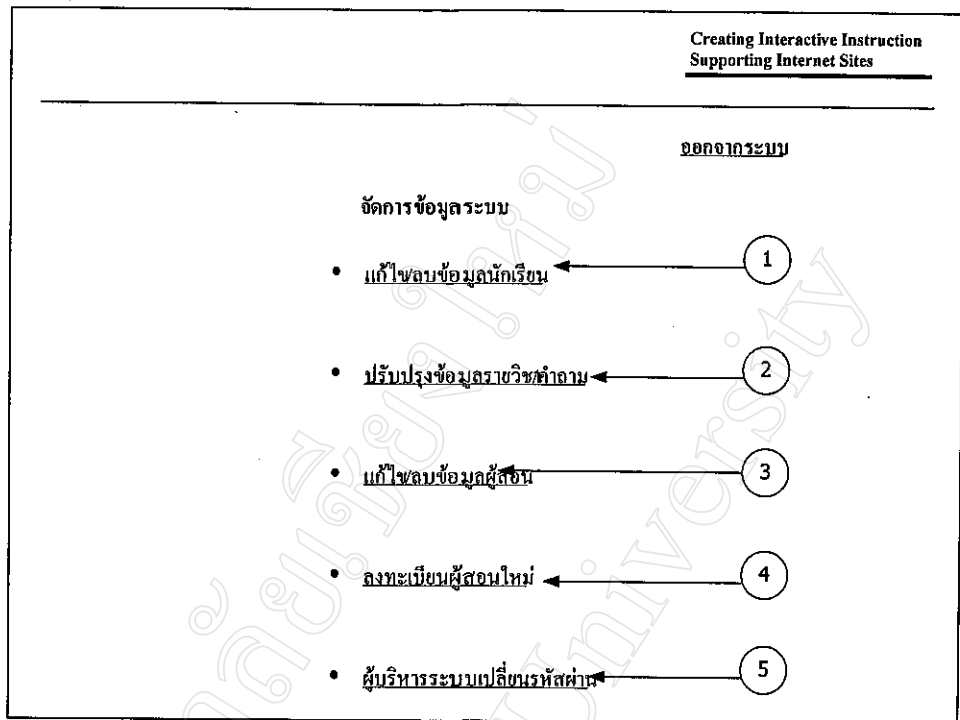 Creating Interactive Instruction
Supporting Internet Sites
ออกจากระบบ
จัดการข้อมูลระบบ
• แก้ไข/ลบข้อมูลนักเรียน
1
• ปรับปรุงข้อมูลรายวิชา/คำถาม
2
• แก้ไข/ลบข้อมูลผู้สอน
3
• ลงทะเบียนผู้สอนใหม่
4
• ผู้บริหารระบบเปลี่ยนรหัสผ่าน
5
University